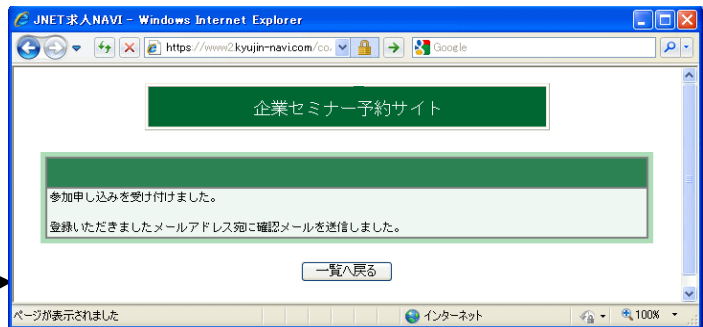 JNET求人NAVI - Windows Internet Explorer
https://www2.kyujin-navi.com/co.
Google
企業セミナー予約サイト
参加申し込みを受け付けました。
登録いただきましたメールアドレス宛に確認メールを送信しました。
一覧へ戻る
ページが表示されました
インターネット
100%